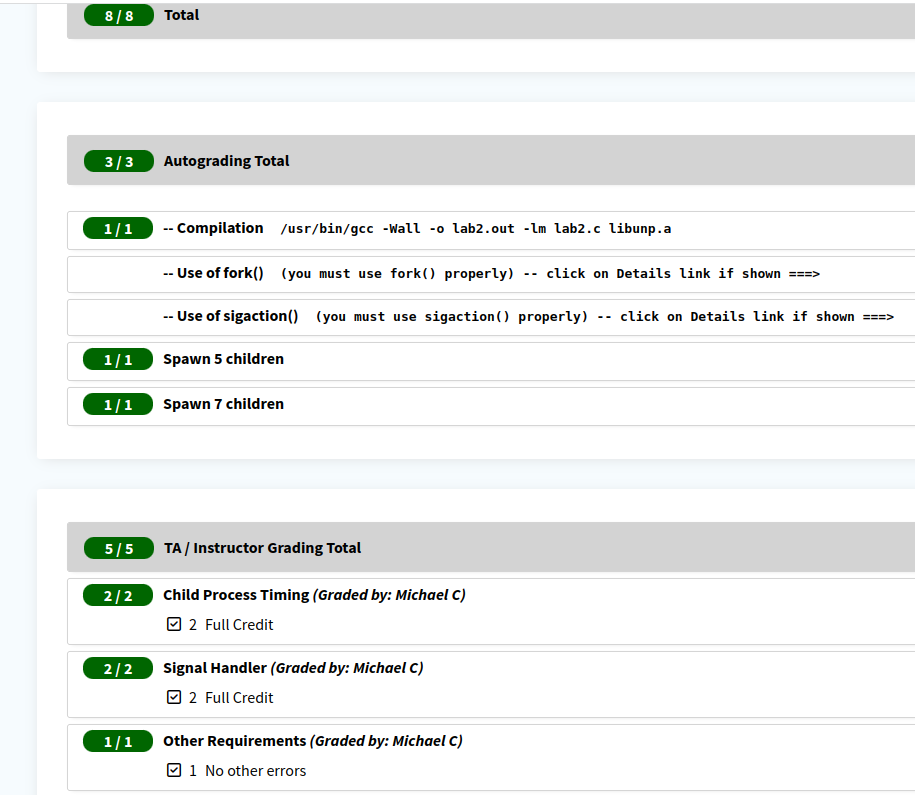 8 / 8 Total
3 / 3 Autograding Total
1 / 1 -- Compilation /usr/bin/gcc -Wall -o lab2.out -lm lab2.c libunp.a
-- Use of fork() (you must use fork() properly) -- click on Details link if shown ===>
-- Use of sigaction() (you must use sigaction() properly) -- click on Details link if shown ===>
1 / 1 Spawn 5 children
1 / 1 Spawn 7 children
5 / 5 TA / Instructor Grading Total
2 / 2 Child Process Timing (Graded by: Michael C)
2 Full Credit
2 / 2 Signal Handler (Graded by: Michael C)
2 Full Credit
1 / 1 Other Requirements (Graded by: Michael C)
1 No other errors